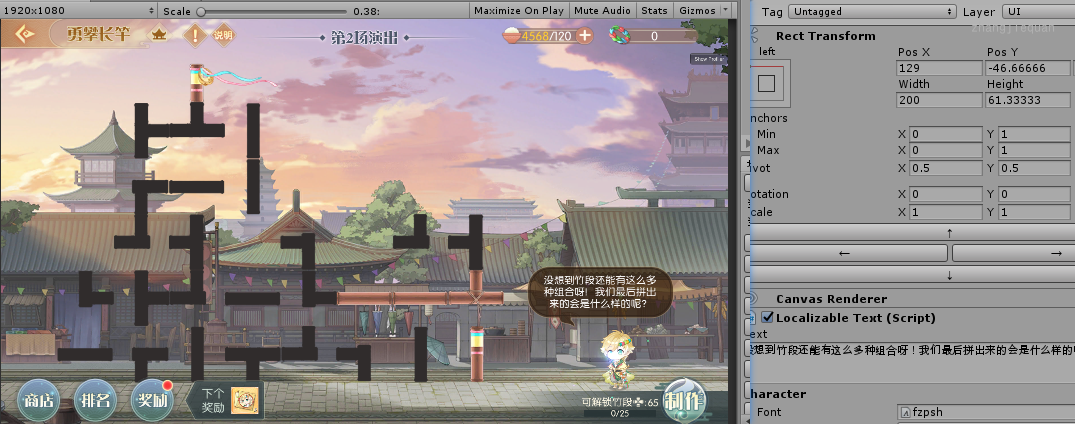 1920x1080
Scale
0.38:
Maximize On Play
Mute Audio
Stats
Gizmos
勇攀长竿
说明
第2场演出
4568/120
0
Show Profiler
没想到竹段还能有这么多
种组合呀！我们最后拼出
来的会是什么样的呢？
商店
排名
奖励
下个
奖励
可解锁竹段
:65
0/25
制作
Tag
Untagged
Layer
UI
zhangjiequan
Rect Transform
left
Pos X
Pos Y
129
-46.66666
Width
Height
200
61.33333
nchors
Min
X 0
Y 1
Max
X 0
Y 1
vot
X 0.5
Y 0.5
otation
X 0
Y 0
cale
X 1
Y 1
↑
←
→
↓
Canvas Renderer
Localizable Text (Script)
ext
想到竹段还能有这么多种组合呀！我们最后拼出来的会是什么样的
haracter
Font
fzpsh